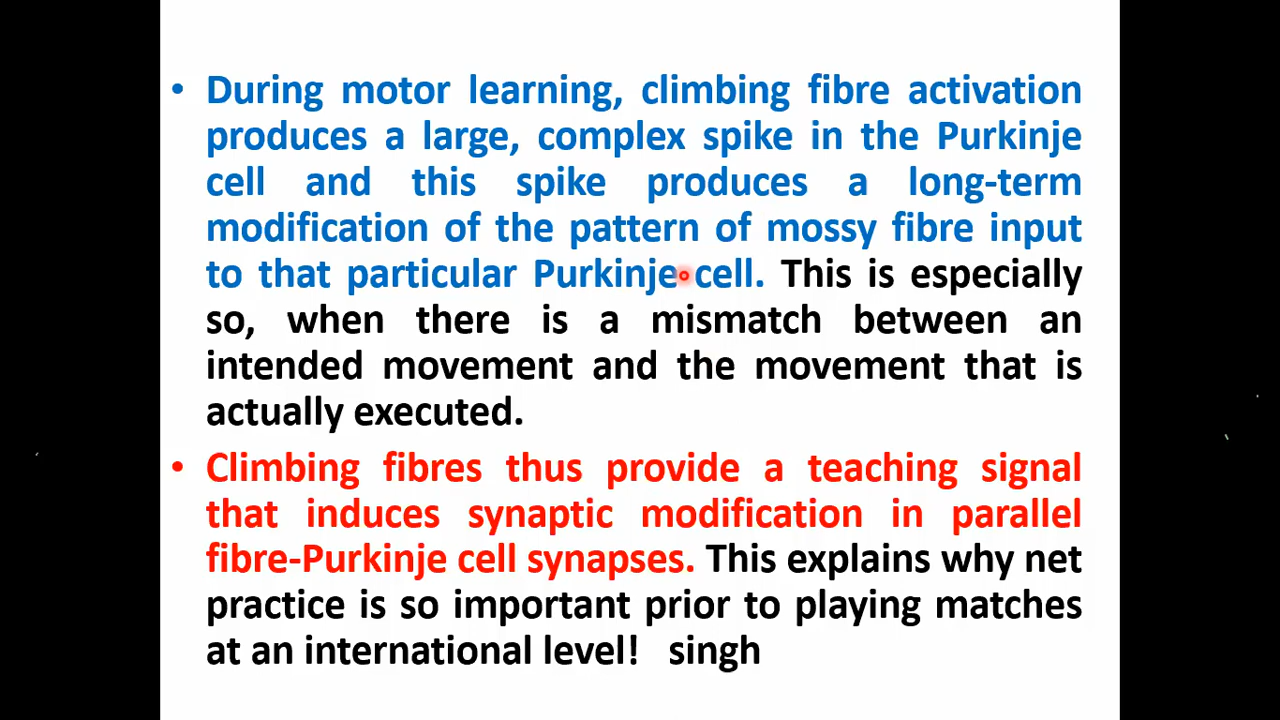 • During motor learning, climbing fibre activation
produces a large, complex spike in the Purkinje
cell and this spike produces a long-term
modification of the pattern of mossy fibre input
to that particular Purkinje cell. This is especially
so, when there is a mismatch between an
intended movement and the movement that is
actually executed.
• Climbing fibres thus provide a teaching signal
that induces synaptic modification in parallel
fibre-Purkinje cell synapses. This explains why net
practice is so important prior to playing matches
at an international level! singh